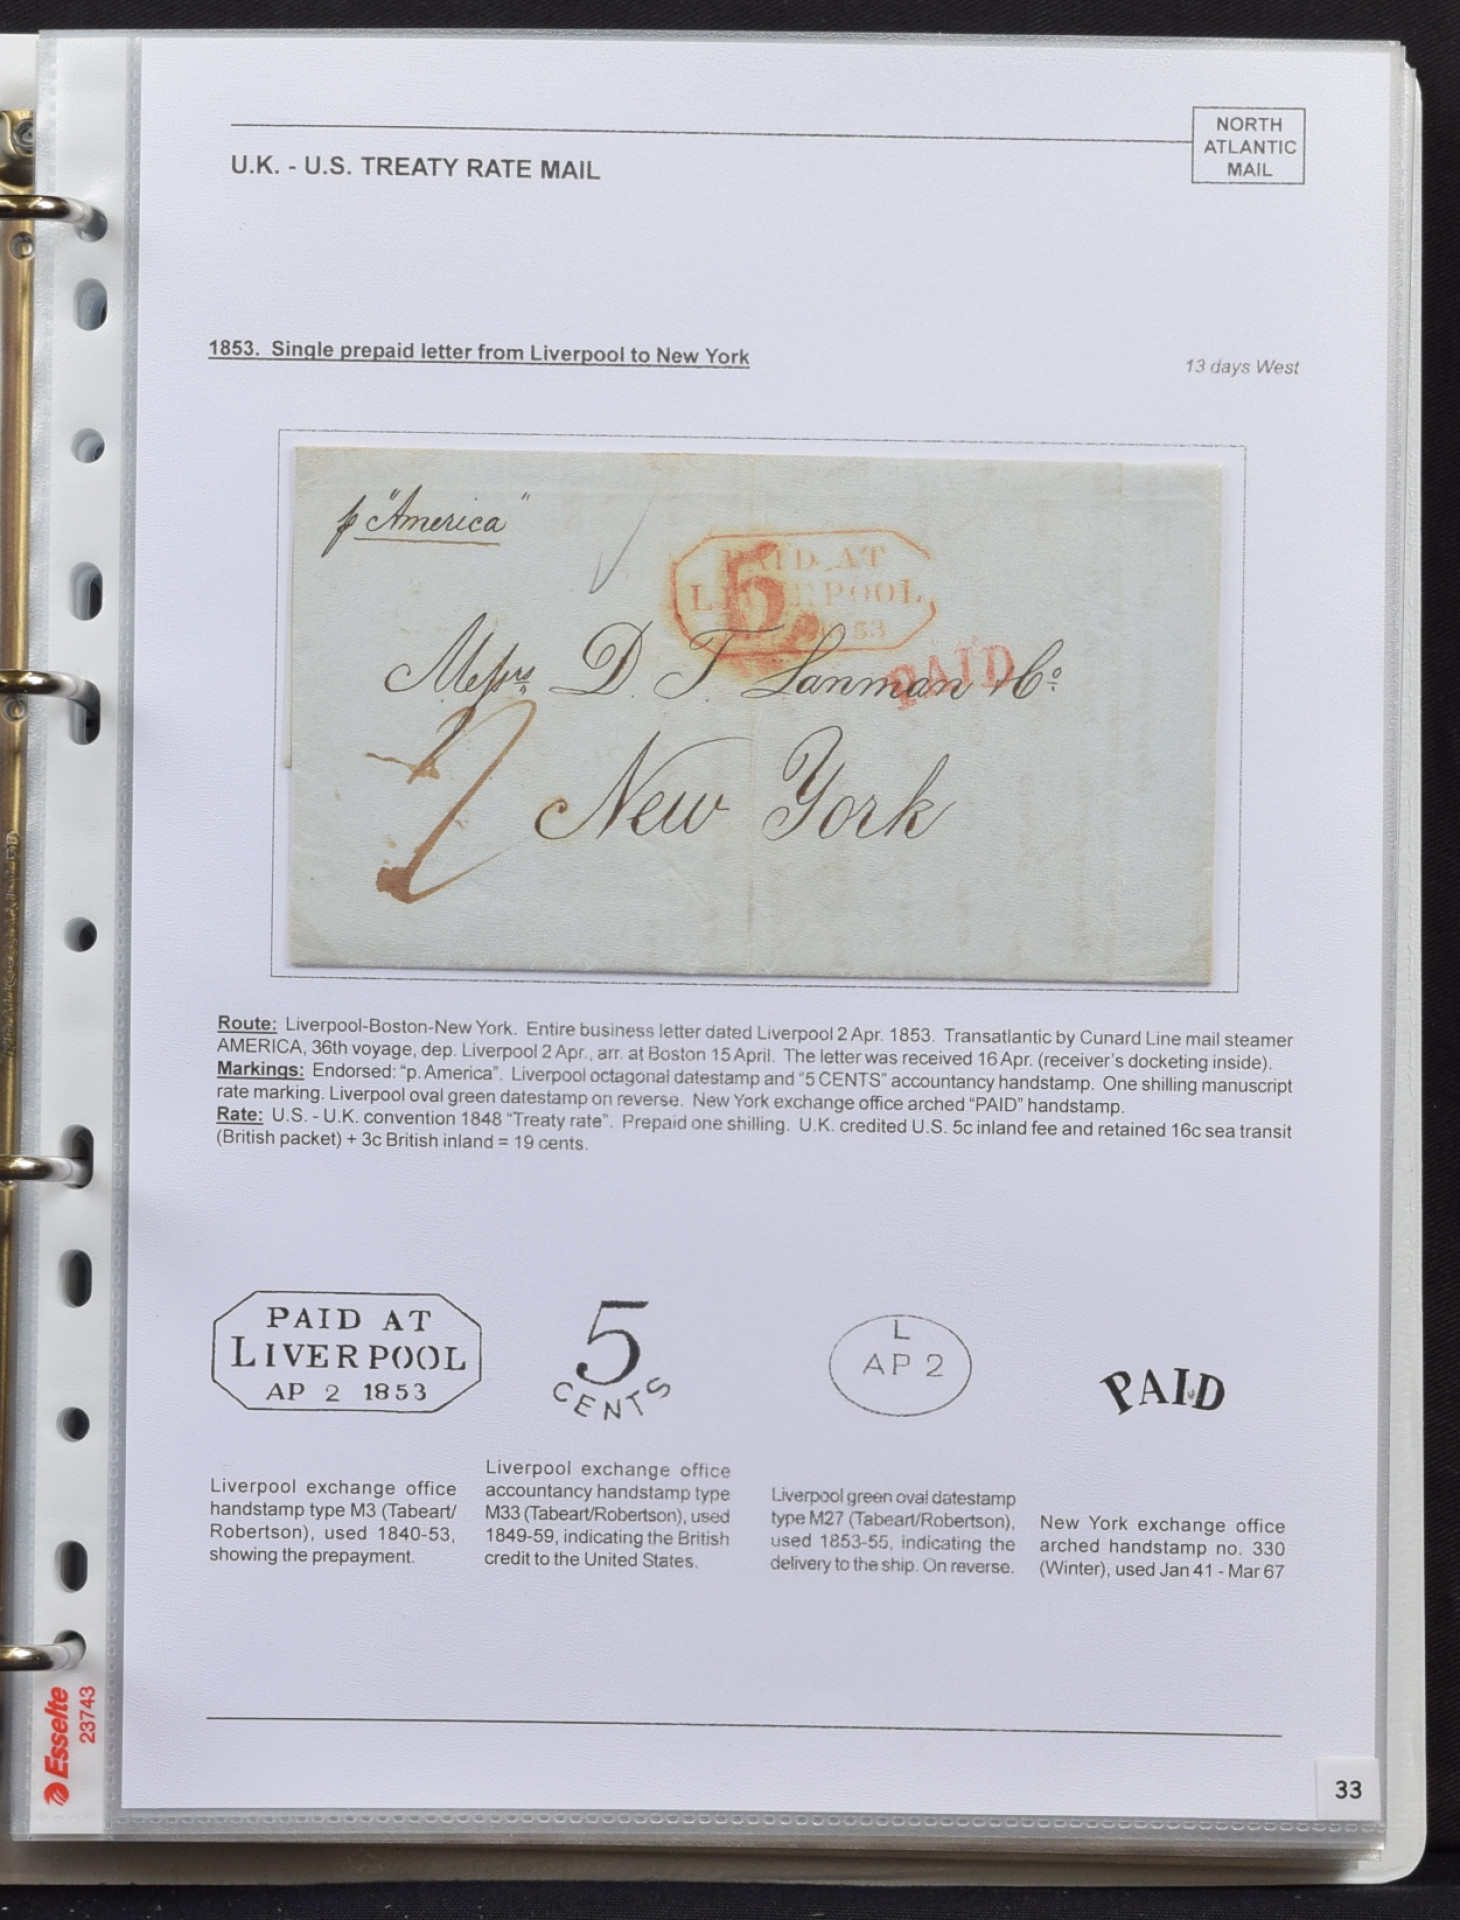 NORTH
ATLANTIC
MAIL
U.K. - U.S. TREATY RATE MAIL
1853. Single prepaid letter from Liverpool to New York
13 days West
p "America"
PAID AT
LIVERPOOL
53
5
PAID
Messrs D. T. Lanman & Co.
New York
Route: Liverpool-Boston-New York. Entire business letter dated Liverpool 2 Apr. 1853. Transatlantic by Cunard Line mail steamer
AMERICA, 36th voyage, dep. Liverpool 2 Apr., arr. at Boston 15 April. The letter was received 16 Apr. (receiver's docketing inside).
Markings: Endorsed: "p. America". Liverpool octagonal datestamp and "5 CENTS" accountancy handstamp. One shilling manuscript
rate marking. Liverpool oval green datestamp on reverse. New York exchange office arched "PAID" handstamp.
Rate: U.S. - U.K. convention 1848 "Treaty rate". Prepaid one shilling. U.K. credited U.S. 5c inland fee and retained 16c sea transit
(British packet) + 3c British inland = 19 cents.
PAID AT
LIVERPOOL
AP 2 1853
5
CENTS
L
AP 2
PAID
Liverpool exchange office
handstamp type M3 (Tabeart/
Robertson), used 1840-53,
showing the prepayment.
Liverpool exchange office
accountancy handstamp type
M33 (Tabeart/Robertson), used
1849-59, indicating the British
credit to the United States.
Liverpool green oval datestamp
type M27 (Tabeart/Robertson),
used 1853-55, indicating the
delivery to the ship. On reverse.
New York exchange office
arched handstamp no. 330
(Winter), used Jan 41 - Mar 67
Esselte
23743
33